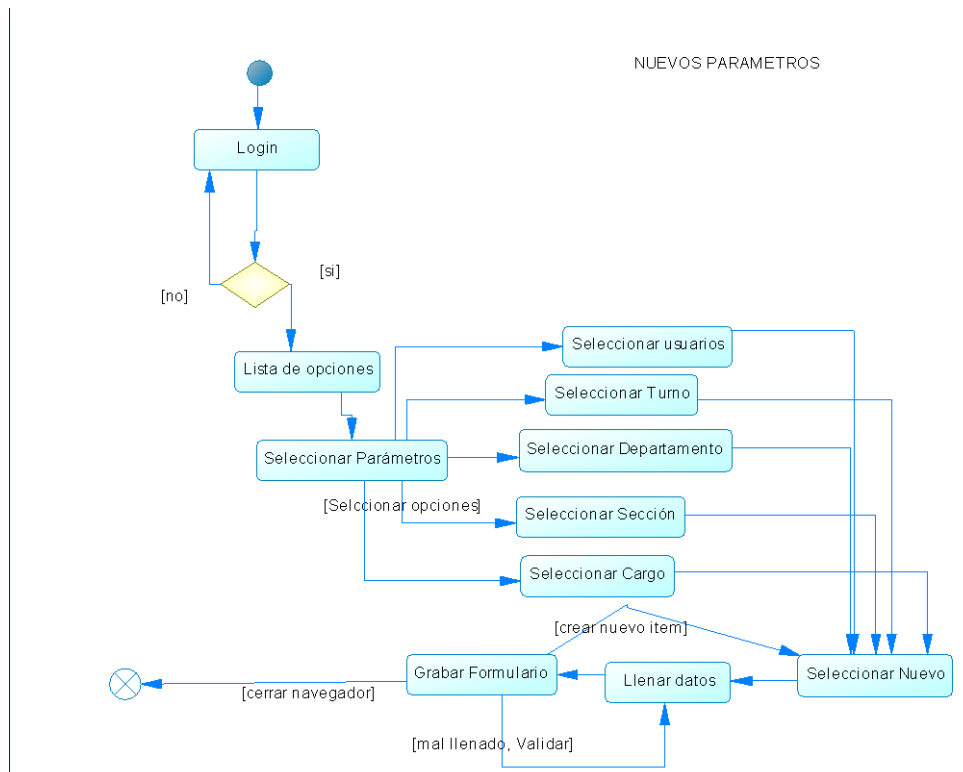 NUEVOS PARAMETROS
Login
[si]
[no]
Seleccionar usuarios
Lista de opciones
Seleccionar Turno
Seleccionar Departamento
Seleccionar Parámetros
[Selccionar opciones]
Seleccionar Sección
Seleccionar Cargo
[crear nuevo item]
Grabar Formulario
Llenar datos
Seleccionar Nuevo
[cerrar navegador]
[mal llenado, Validar]